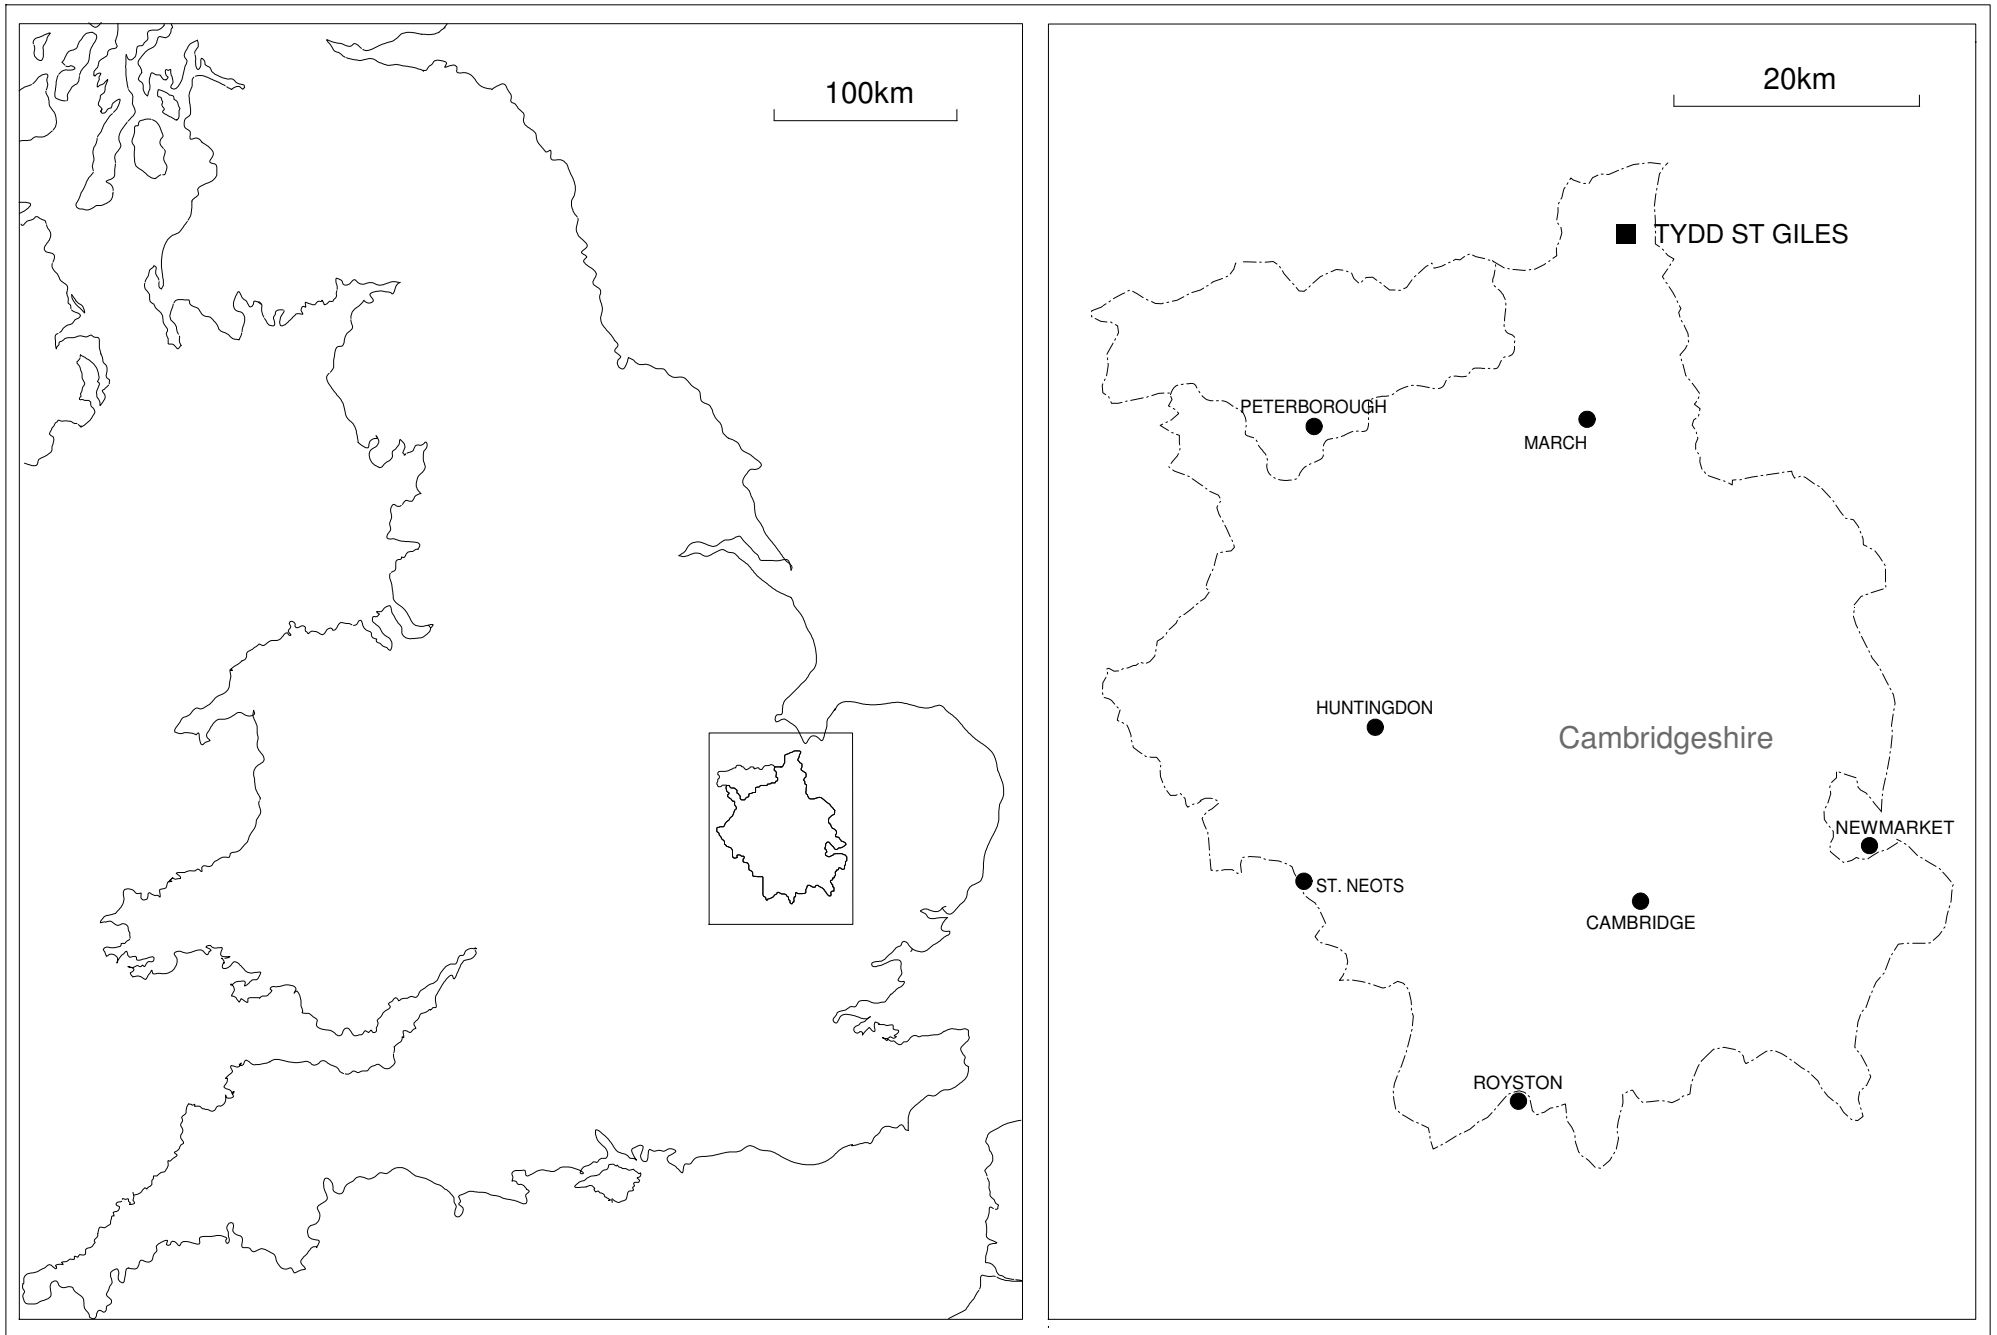 100km
20km
TYDD ST GILES
PETERBOROUGH
MARCH
HUNTINGDON
Cambridgeshire
NEWMARKET
ST. NEOTS
CAMBRIDGE
ROYSTON